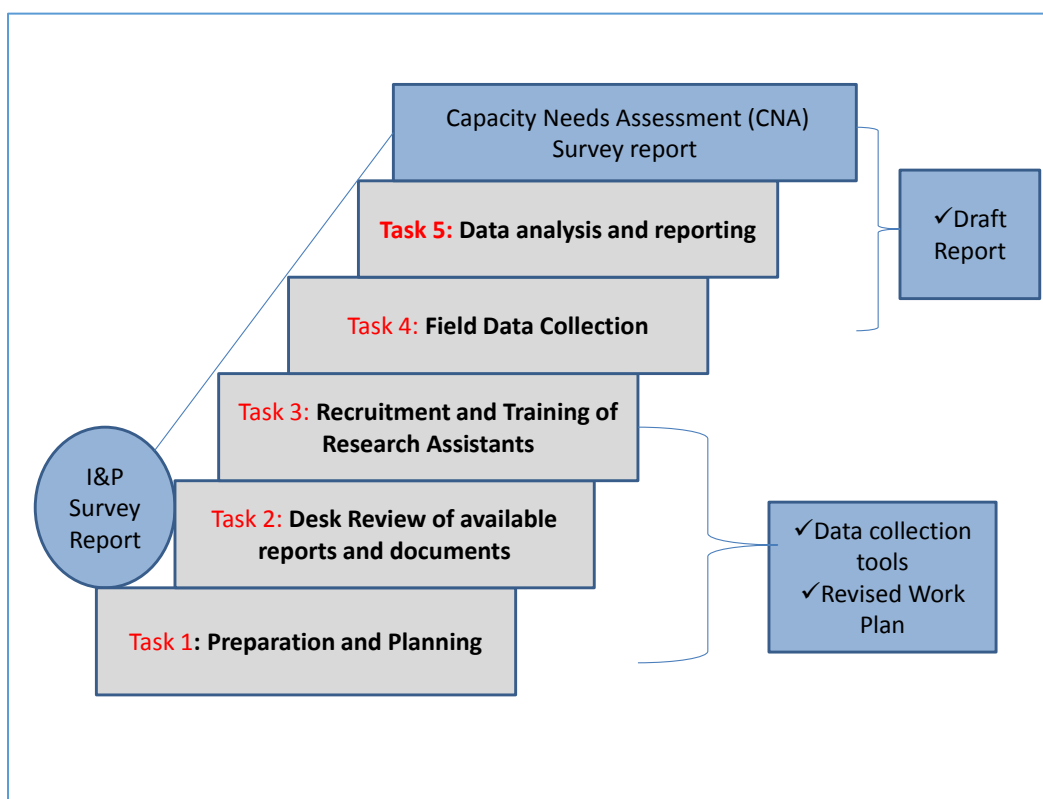 Capacity Needs Assessment (CNA)
Survey report
Task 5: Data analysis and reporting
✓Draft
Report
Task 4: Field Data Collection
Task 3: Recruitment and Training of
Research Assistants
I&P
Survey
Report
Task 2: Desk Review of available
reports and documents
✓Data collection
tools
✓Revised Work
Plan
Task 1: Preparation and Planning